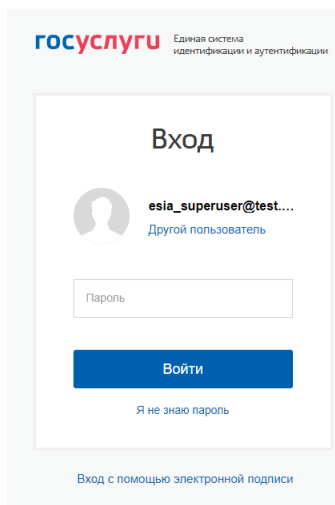 госуслуги
Единая система
идентификации и аутентификации
Вход
esia_superuser@test....
Другой пользователь
Пароль
Войти
Я не знаю пароль
Вход с помощью электронной подписи